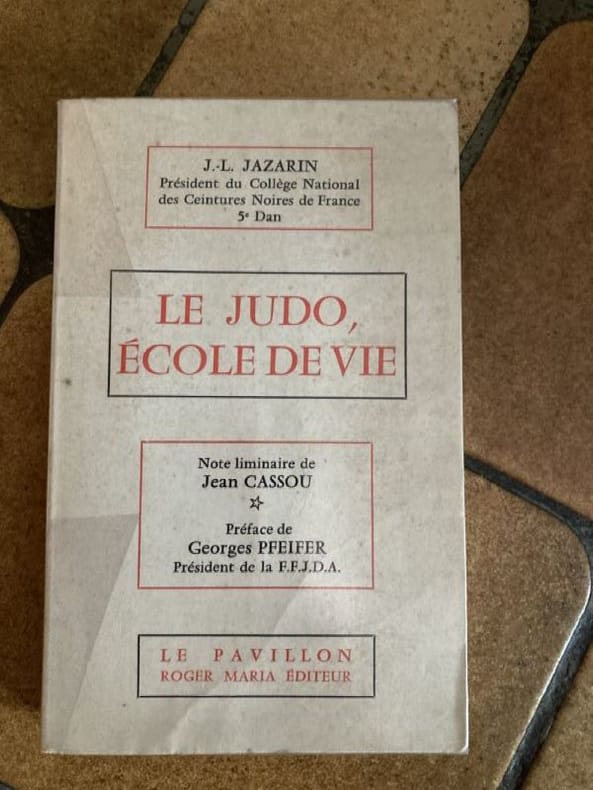 J.-L. JAZARIN
Président du Collège National
des Ceintures Noires de France
5e Dan
LE JUDO,
ÉCOLE DE VIE
Note liminaire de
Jean CASSOU
☆
Préface de
Georges PFEIFER
Président de la F.F.J.D.A.
LE PAVILLON
ROGER MARIA ÉDITEUR